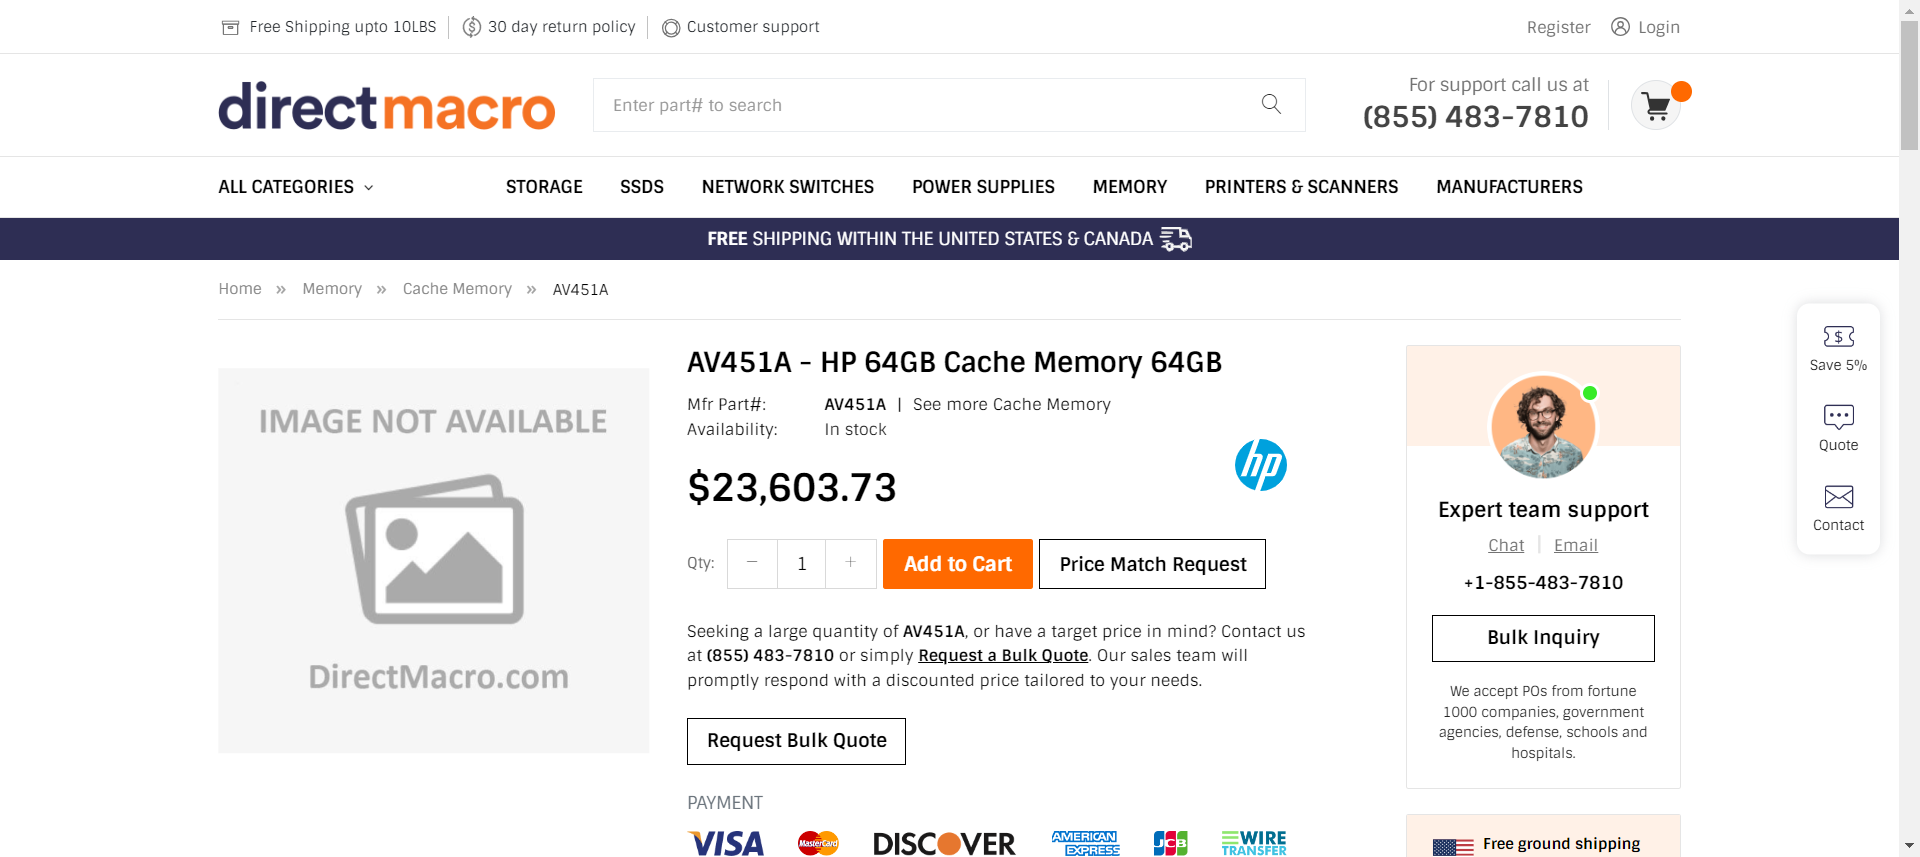 Free Shipping upto 10LBS
30 day return policy
Customer support
Register
Login
directmacro
Enter part# to search
For support call us at
(855) 483-7810
ALL CATEGORIES
STORAGE
SSDS
NETWORK SWITCHES
POWER SUPPLIES
MEMORY
PRINTERS & SCANNERS
MANUFACTURERS
FREE SHIPPING WITHIN THE UNITED STATES & CANADA
Home » Memory » Cache Memory » AV451A
IMAGE NOT AVAILABLE
DirectMacro.com
AV451A - HP 64GB Cache Memory 64GB
Mfr Part#: AV451A | See more Cache Memory
Availability: In stock
hp
$23,603.73
Qty: − 1 +
Add to Cart
Price Match Request
Seeking a large quantity of AV451A, or have a target price in mind? Contact us
at (855) 483-7810 or simply Request a Bulk Quote. Our sales team will
promptly respond with a discounted price tailored to your needs.
Request Bulk Quote
PAYMENT
VISA
MasterCard
DISCOVER
AMERICAN
EXPRESS
JCB
WIRE
TRANSFER
Expert team support
Chat | Email
+1-855-483-7810
Bulk Inquiry
We accept POs from fortune
1000 companies, government
agencies, defense, schools and
hospitals.
Free ground shipping
$
Save 5%
Quote
Contact